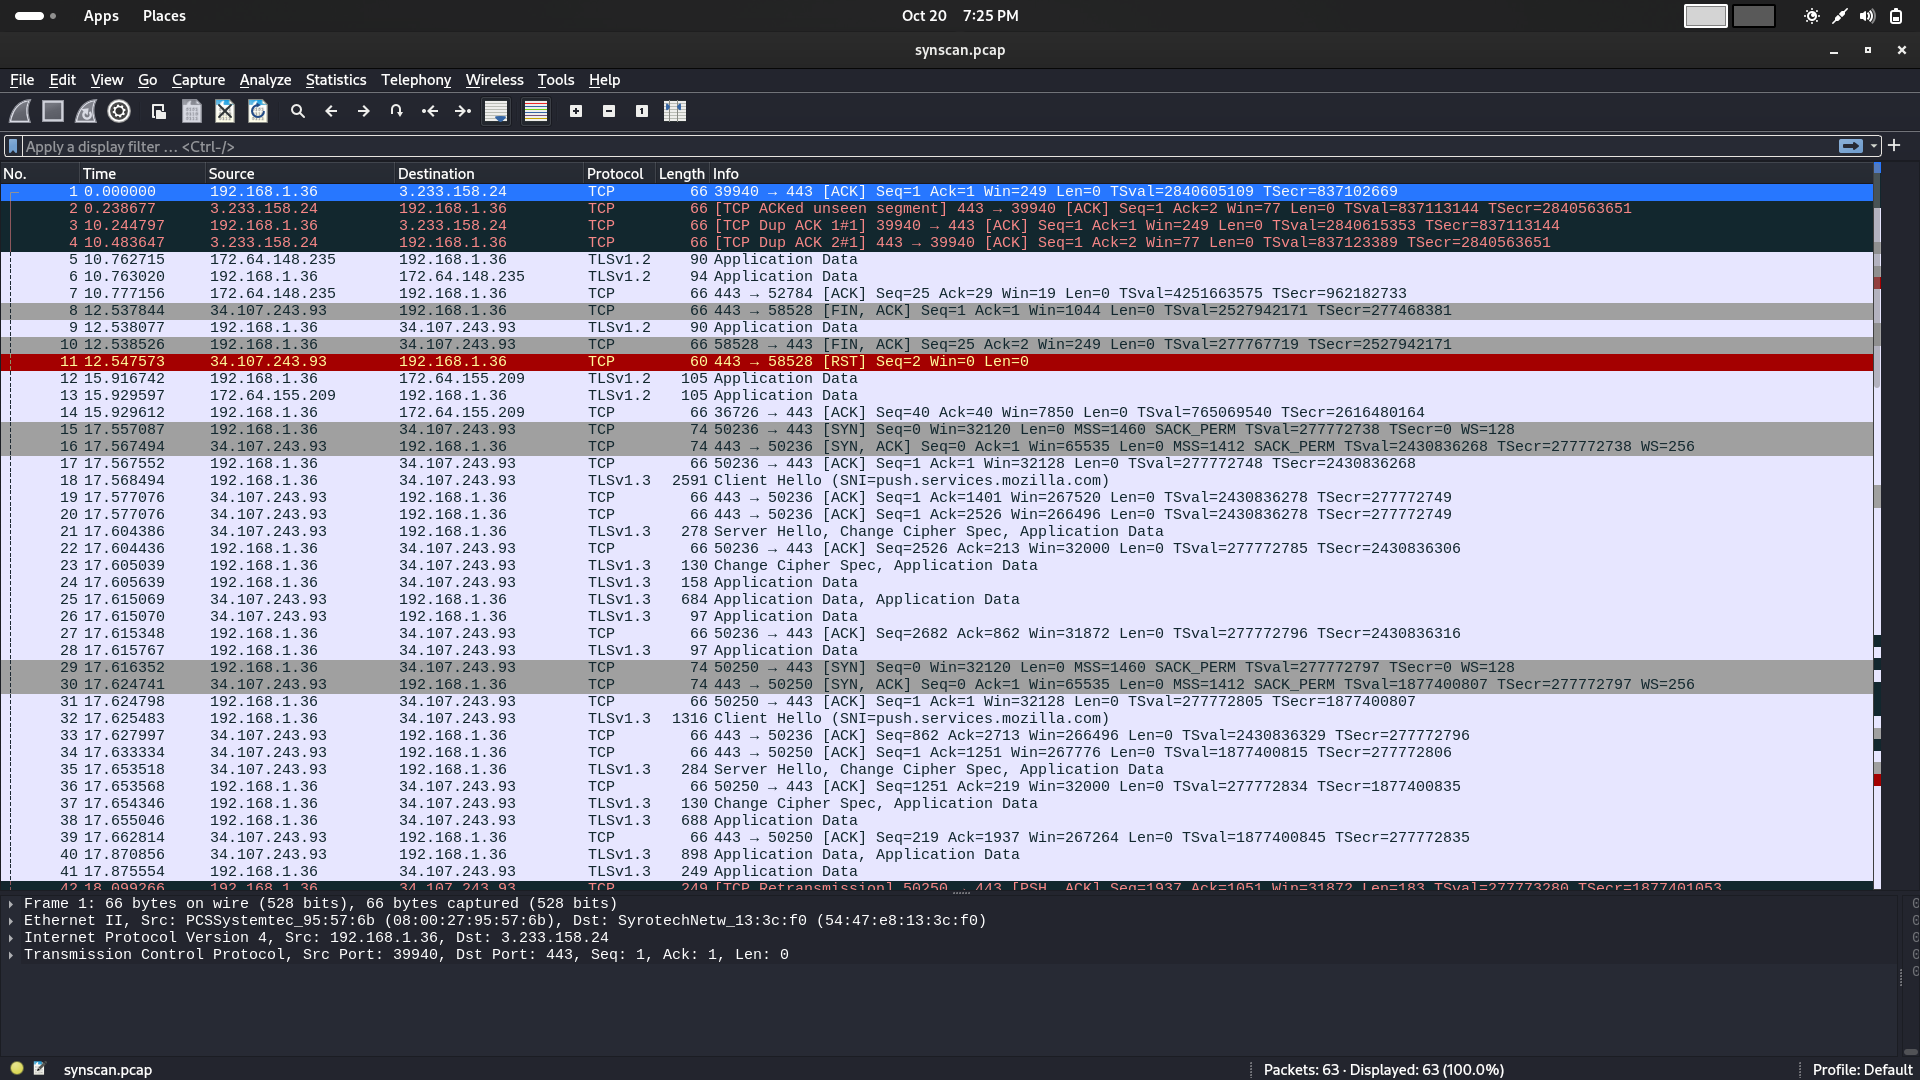 Apps Places Oct 20 7:25 PM
synscan.pcap
File Edit View Go Capture Analyze Statistics Telephony Wireless Tools Help
Apply a display filter … <Ctrl-/>
No. Time Source Destination Protocol Length Info
1 0.000000 192.168.1.36 3.233.158.24 TCP 66 39940 → 443 [ACK] Seq=1 Ack=1 Win=249 Len=0 TSval=2840605109 TSecr=837102669
2 0.238677 3.233.158.24 192.168.1.36 TCP 66 [TCP ACKed unseen segment] 443 → 39940 [ACK] Seq=1 Ack=2 Win=77 Len=0 TSval=837113144 TSecr=2840563651
3 10.244797 192.168.1.36 3.233.158.24 TCP 66 [TCP Dup ACK 1#1] 39940 → 443 [ACK] Seq=1 Ack=1 Win=249 Len=0 TSval=2840615353 TSecr=837113144
4 10.483647 3.233.158.24 192.168.1.36 TCP 66 [TCP Dup ACK 2#1] 443 → 39940 [ACK] Seq=1 Ack=2 Win=77 Len=0 TSval=837123389 TSecr=2840563651
5 10.762715 172.64.148.235 192.168.1.36 TLSv1.2 90 Application Data
6 10.763020 192.168.1.36 172.64.148.235 TLSv1.2 94 Application Data
7 10.777156 172.64.148.235 192.168.1.36 TCP 66 443 → 52784 [ACK] Seq=25 Ack=29 Win=19 Len=0 TSval=4251663575 TSecr=962182733
8 12.537844 34.107.243.93 192.168.1.36 TCP 66 443 → 58528 [FIN, ACK] Seq=1 Ack=1 Win=1044 Len=0 TSval=2527942171 TSecr=277468381
9 12.538077 192.168.1.36 34.107.243.93 TLSv1.2 90 Application Data
10 12.538526 192.168.1.36 34.107.243.93 TCP 66 58528 → 443 [FIN, ACK] Seq=25 Ack=2 Win=249 Len=0 TSval=277767719 TSecr=2527942171
11 12.547573 34.107.243.93 192.168.1.36 TCP 60 443 → 58528 [RST] Seq=2 Win=0 Len=0
12 15.916742 192.168.1.36 172.64.155.209 TLSv1.2 105 Application Data
13 15.929597 172.64.155.209 192.168.1.36 TLSv1.2 105 Application Data
14 15.929612 192.168.1.36 172.64.155.209 TCP 66 36726 → 443 [ACK] Seq=40 Ack=40 Win=7850 Len=0 TSval=765069540 TSecr=2616480164
15 17.557087 192.168.1.36 34.107.243.93 TCP 74 50236 → 443 [SYN] Seq=0 Win=32120 Len=0 MSS=1460 SACK_PERM TSval=277772738 TSecr=0 WS=128
16 17.567494 34.107.243.93 192.168.1.36 TCP 74 443 → 50236 [SYN, ACK] Seq=0 Ack=1 Win=65535 Len=0 MSS=1412 SACK_PERM TSval=2430836268 TSecr=277772738 WS=256
17 17.567552 192.168.1.36 34.107.243.93 TCP 66 50236 → 443 [ACK] Seq=1 Ack=1 Win=32128 Len=0 TSval=277772748 TSecr=2430836268
18 17.568494 192.168.1.36 34.107.243.93 TLSv1.3 2591 Client Hello (SNI=push.services.mozilla.com)
19 17.577076 34.107.243.93 192.168.1.36 TCP 66 443 → 50236 [ACK] Seq=1 Ack=1401 Win=267520 Len=0 TSval=2430836278 TSecr=277772749
20 17.577076 34.107.243.93 192.168.1.36 TCP 66 443 → 50236 [ACK] Seq=1 Ack=2526 Win=266496 Len=0 TSval=2430836278 TSecr=277772749
21 17.604386 34.107.243.93 192.168.1.36 TLSv1.3 278 Server Hello, Change Cipher Spec, Application Data
22 17.604436 192.168.1.36 34.107.243.93 TCP 66 50236 → 443 [ACK] Seq=2526 Ack=213 Win=32000 Len=0 TSval=277772785 TSecr=2430836306
23 17.605039 192.168.1.36 34.107.243.93 TLSv1.3 130 Change Cipher Spec, Application Data
24 17.605639 192.168.1.36 34.107.243.93 TLSv1.3 158 Application Data
25 17.615069 34.107.243.93 192.168.1.36 TLSv1.3 684 Application Data, Application Data
26 17.615070 34.107.243.93 192.168.1.36 TLSv1.3 97 Application Data
27 17.615348 192.168.1.36 34.107.243.93 TCP 66 50236 → 443 [ACK] Seq=2682 Ack=862 Win=31872 Len=0 TSval=277772796 TSecr=2430836316
28 17.615767 192.168.1.36 34.107.243.93 TLSv1.3 97 Application Data
29 17.616352 192.168.1.36 34.107.243.93 TCP 74 50250 → 443 [SYN] Seq=0 Win=32120 Len=0 MSS=1460 SACK_PERM TSval=277772797 TSecr=0 WS=128
30 17.624741 34.107.243.93 192.168.1.36 TCP 74 443 → 50250 [SYN, ACK] Seq=0 Ack=1 Win=65535 Len=0 MSS=1412 SACK_PERM TSval=1877400807 TSecr=277772797 WS=256
31 17.624798 192.168.1.36 34.107.243.93 TCP 66 50250 → 443 [ACK] Seq=1 Ack=1 Win=32128 Len=0 TSval=277772805 TSecr=1877400807
32 17.625483 192.168.1.36 34.107.243.93 TLSv1.3 1316 Client Hello (SNI=push.services.mozilla.com)
33 17.627997 34.107.243.93 192.168.1.36 TCP 66 443 → 50236 [ACK] Seq=862 Ack=2713 Win=266496 Len=0 TSval=2430836329 TSecr=277772796
34 17.633334 34.107.243.93 192.168.1.36 TCP 66 443 → 50250 [ACK] Seq=1 Ack=1251 Win=267776 Len=0 TSval=1877400815 TSecr=277772806
35 17.653518 34.107.243.93 192.168.1.36 TLSv1.3 284 Server Hello, Change Cipher Spec, Application Data
36 17.653568 192.168.1.36 34.107.243.93 TCP 66 50250 → 443 [ACK] Seq=1251 Ack=219 Win=32000 Len=0 TSval=277772834 TSecr=1877400835
37 17.654346 192.168.1.36 34.107.243.93 TLSv1.3 130 Change Cipher Spec, Application Data
38 17.655046 192.168.1.36 34.107.243.93 TLSv1.3 688 Application Data
39 17.662814 34.107.243.93 192.168.1.36 TCP 66 443 → 50250 [ACK] Seq=219 Ack=1937 Win=267264 Len=0 TSval=1877400845 TSecr=277772835
40 17.870856 34.107.243.93 192.168.1.36 TLSv1.3 898 Application Data, Application Data
41 17.875554 192.168.1.36 34.107.243.93 TLSv1.3 249 Application Data
42 18.099266 192.168.1.36 34.107.243.93 TCP 249 [TCP Retransmission] 50250 → 443 [PSH, ACK] Seq=1937 Ack=1051 Win=31872 Len=183 TSval=277773280 TSecr=1877401053
Frame 1: 66 bytes on wire (528 bits), 66 bytes captured (528 bits)
Ethernet II, Src: PCSSystemtec_95:57:6b (08:00:27:95:57:6b), Dst: SyrotechNetw_13:3c:f0 (54:47:e8:13:3c:f0)
Internet Protocol Version 4, Src: 192.168.1.36, Dst: 3.233.158.24
Transmission Control Protocol, Src Port: 39940, Dst Port: 443, Seq: 1, Ack: 1, Len: 0
synscan.pcap Packets: 63 · Displayed: 63 (100.0%) Profile: Default